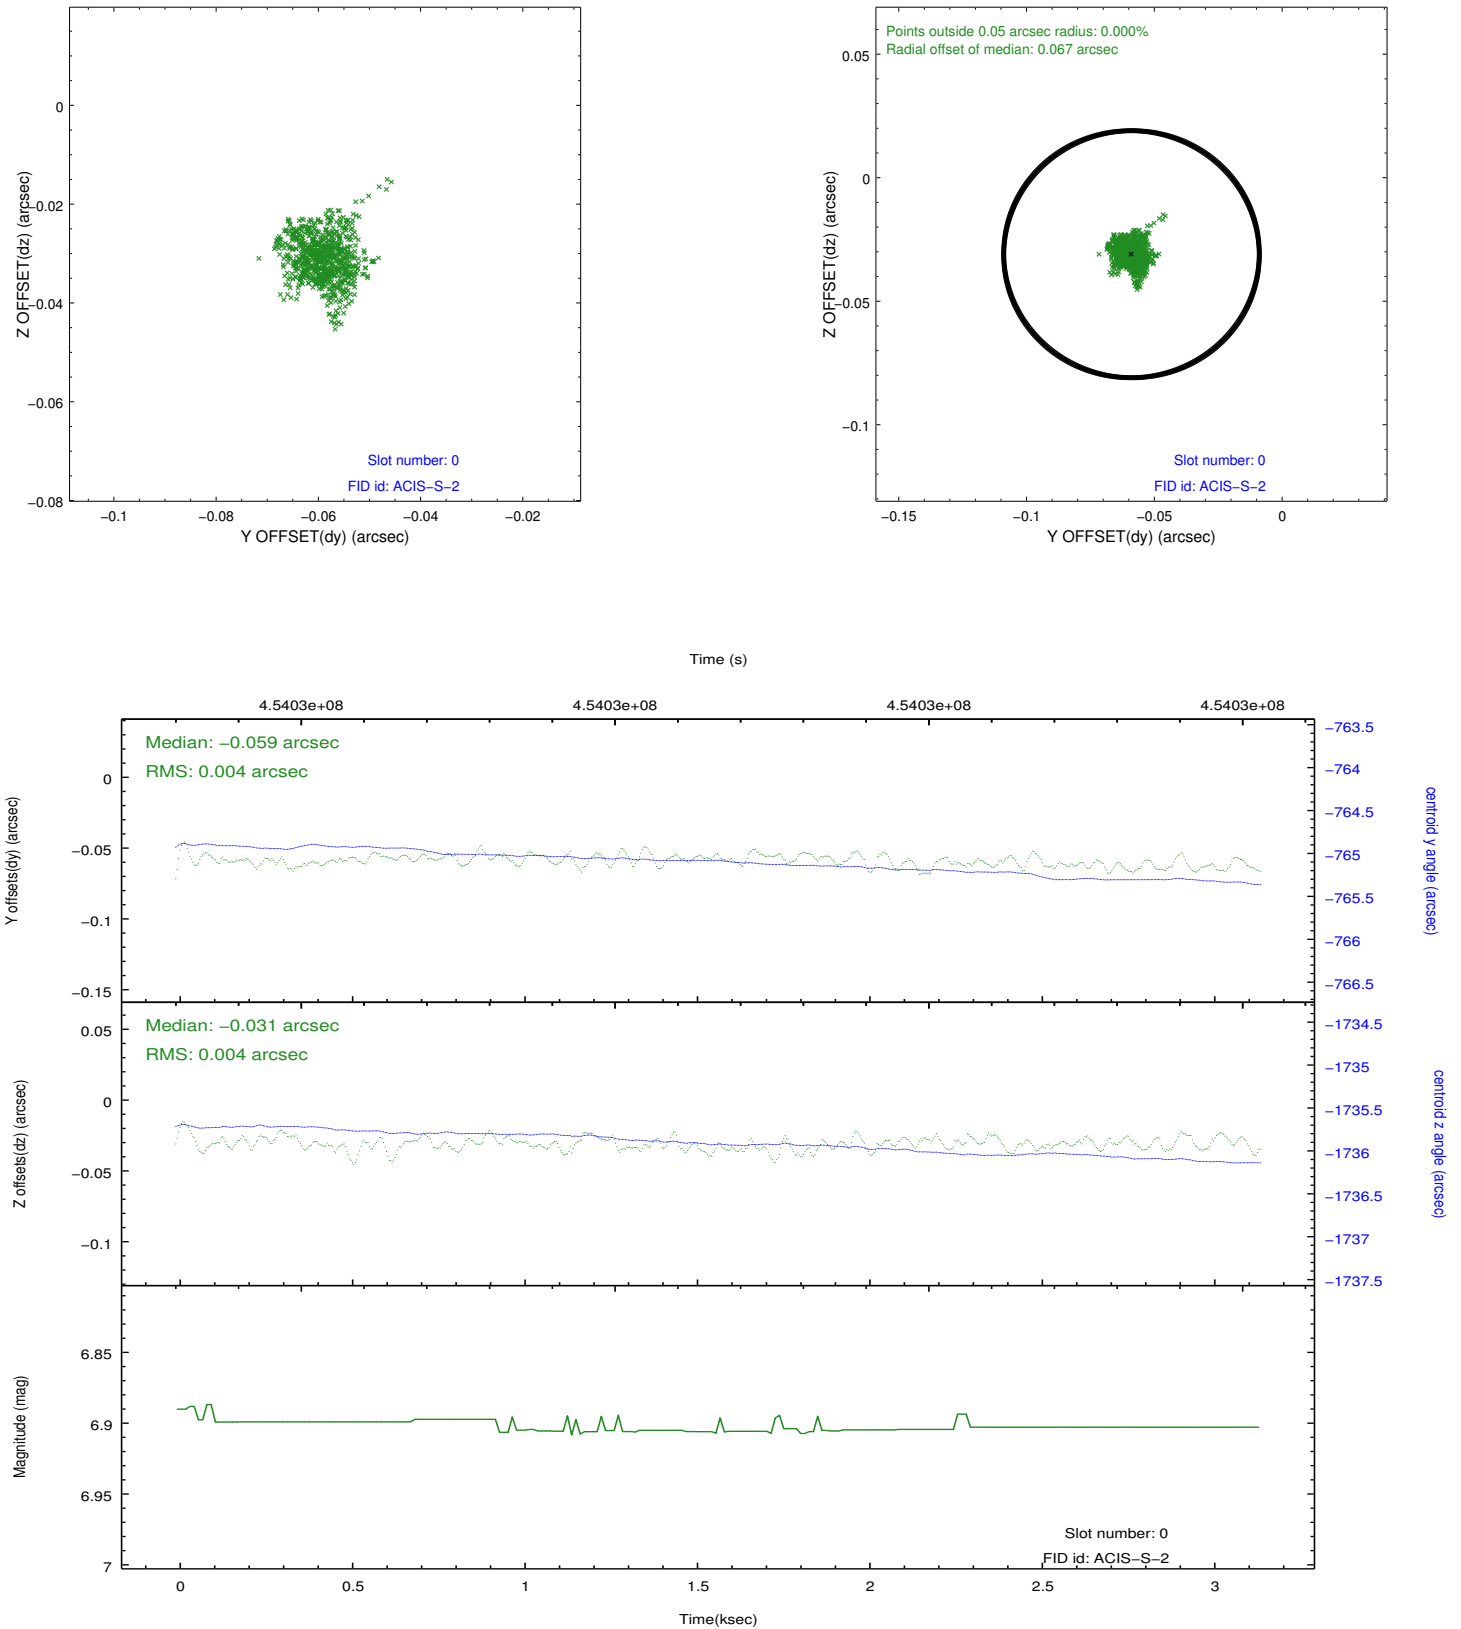 0
−0.02
−0.04
−0.06
−0.08
Z OFFSET(dz) (arcsec)
Slot number: 0
FID id: ACIS−S−2
−0.1 −0.08 −0.06 −0.04 −0.02
Y OFFSET(dy) (arcsec)
Points outside 0.05 arcsec radius: 0.000%
Radial offset of median: 0.067 arcsec
0.05
0
−0.05
−0.1
Z OFFSET(dz) (arcsec)
Slot number: 0
FID id: ACIS−S−2
−0.15 −0.1 −0.05 0
Y OFFSET(dy) (arcsec)
Time (s)
4.5403e+08 4.5403e+08 4.5403e+08 4.5403e+08
Median: −0.059 arcsec
RMS: 0.004 arcsec
0
−0.05
−0.1
−0.15
Y offsets(dy) (arcsec)
−763.5
−764
−764.5
−765
−765.5
−766
−766.5
centroid y angle (arcsec)
Median: −0.031 arcsec
RMS: 0.004 arcsec
0.05
0
−0.05
−0.1
Z offsets(dz) (arcsec)
−1734.5
−1735
−1735.5
−1736
−1736.5
−1737
−1737.5
centroid z angle (arcsec)
6.85
6.9
6.95
7
Magnitude (mag)
Slot number: 0
FID id: ACIS−S−2
0 0.5 1 1.5 2 2.5 3
Time(ksec)